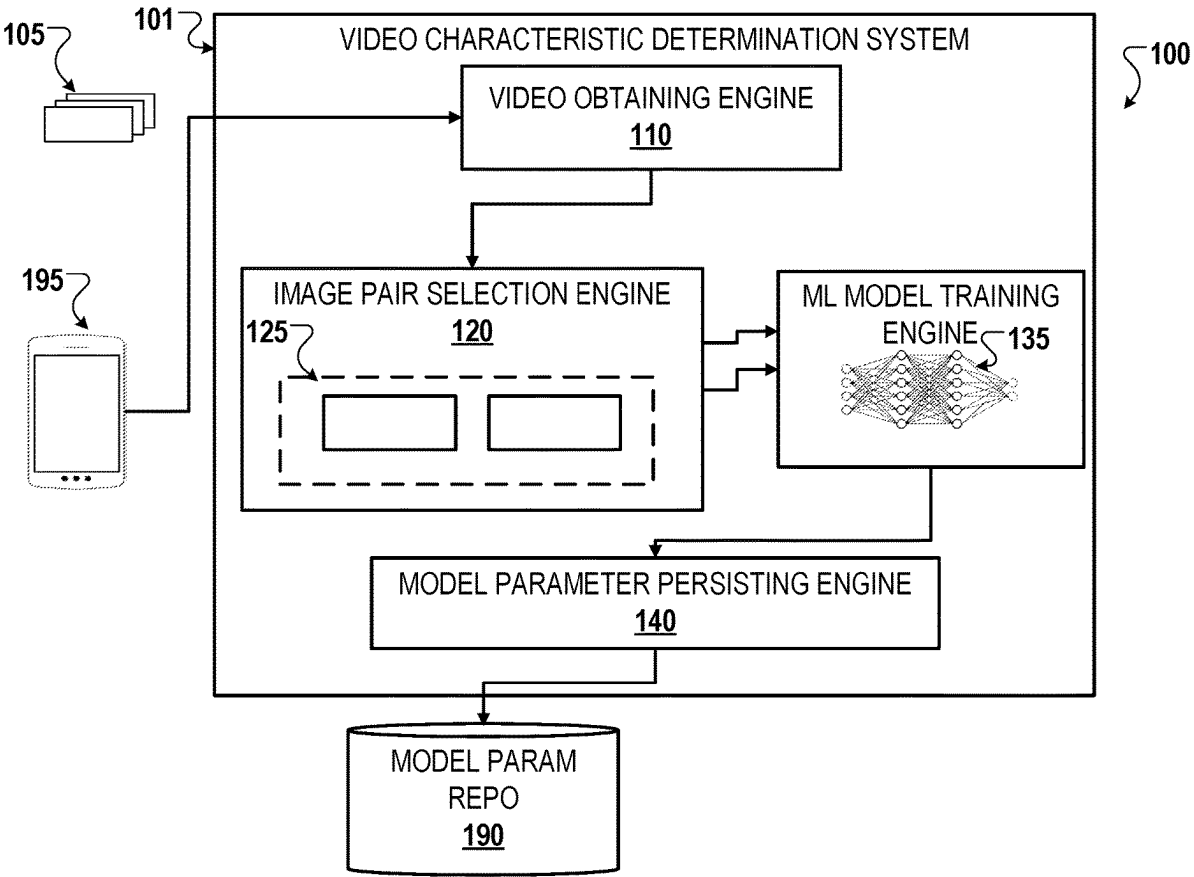 105
101
VIDEO CHARACTERISTIC DETERMINATION SYSTEM
100
VIDEO OBTAINING ENGINE
110
195
IMAGE PAIR SELECTION ENGINE
120
125
ML MODEL TRAINING
ENGINE
135
MODEL PARAMETER PERSISTING ENGINE
140
MODEL PARAM
REPO
190